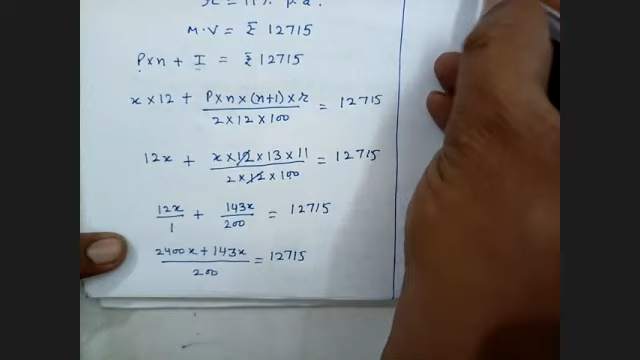 r = 11% p.a.
M.V = ₹ 12715
P×n + I = ₹ 12715
x × 12 + P×n×(n+1)×r / 2×12×100 = 12715
12x + x×12×13×11 / 2×12×100 = 12715
12x/1 + 143x/200 = 12715
2400x+143x / 200 = 12715